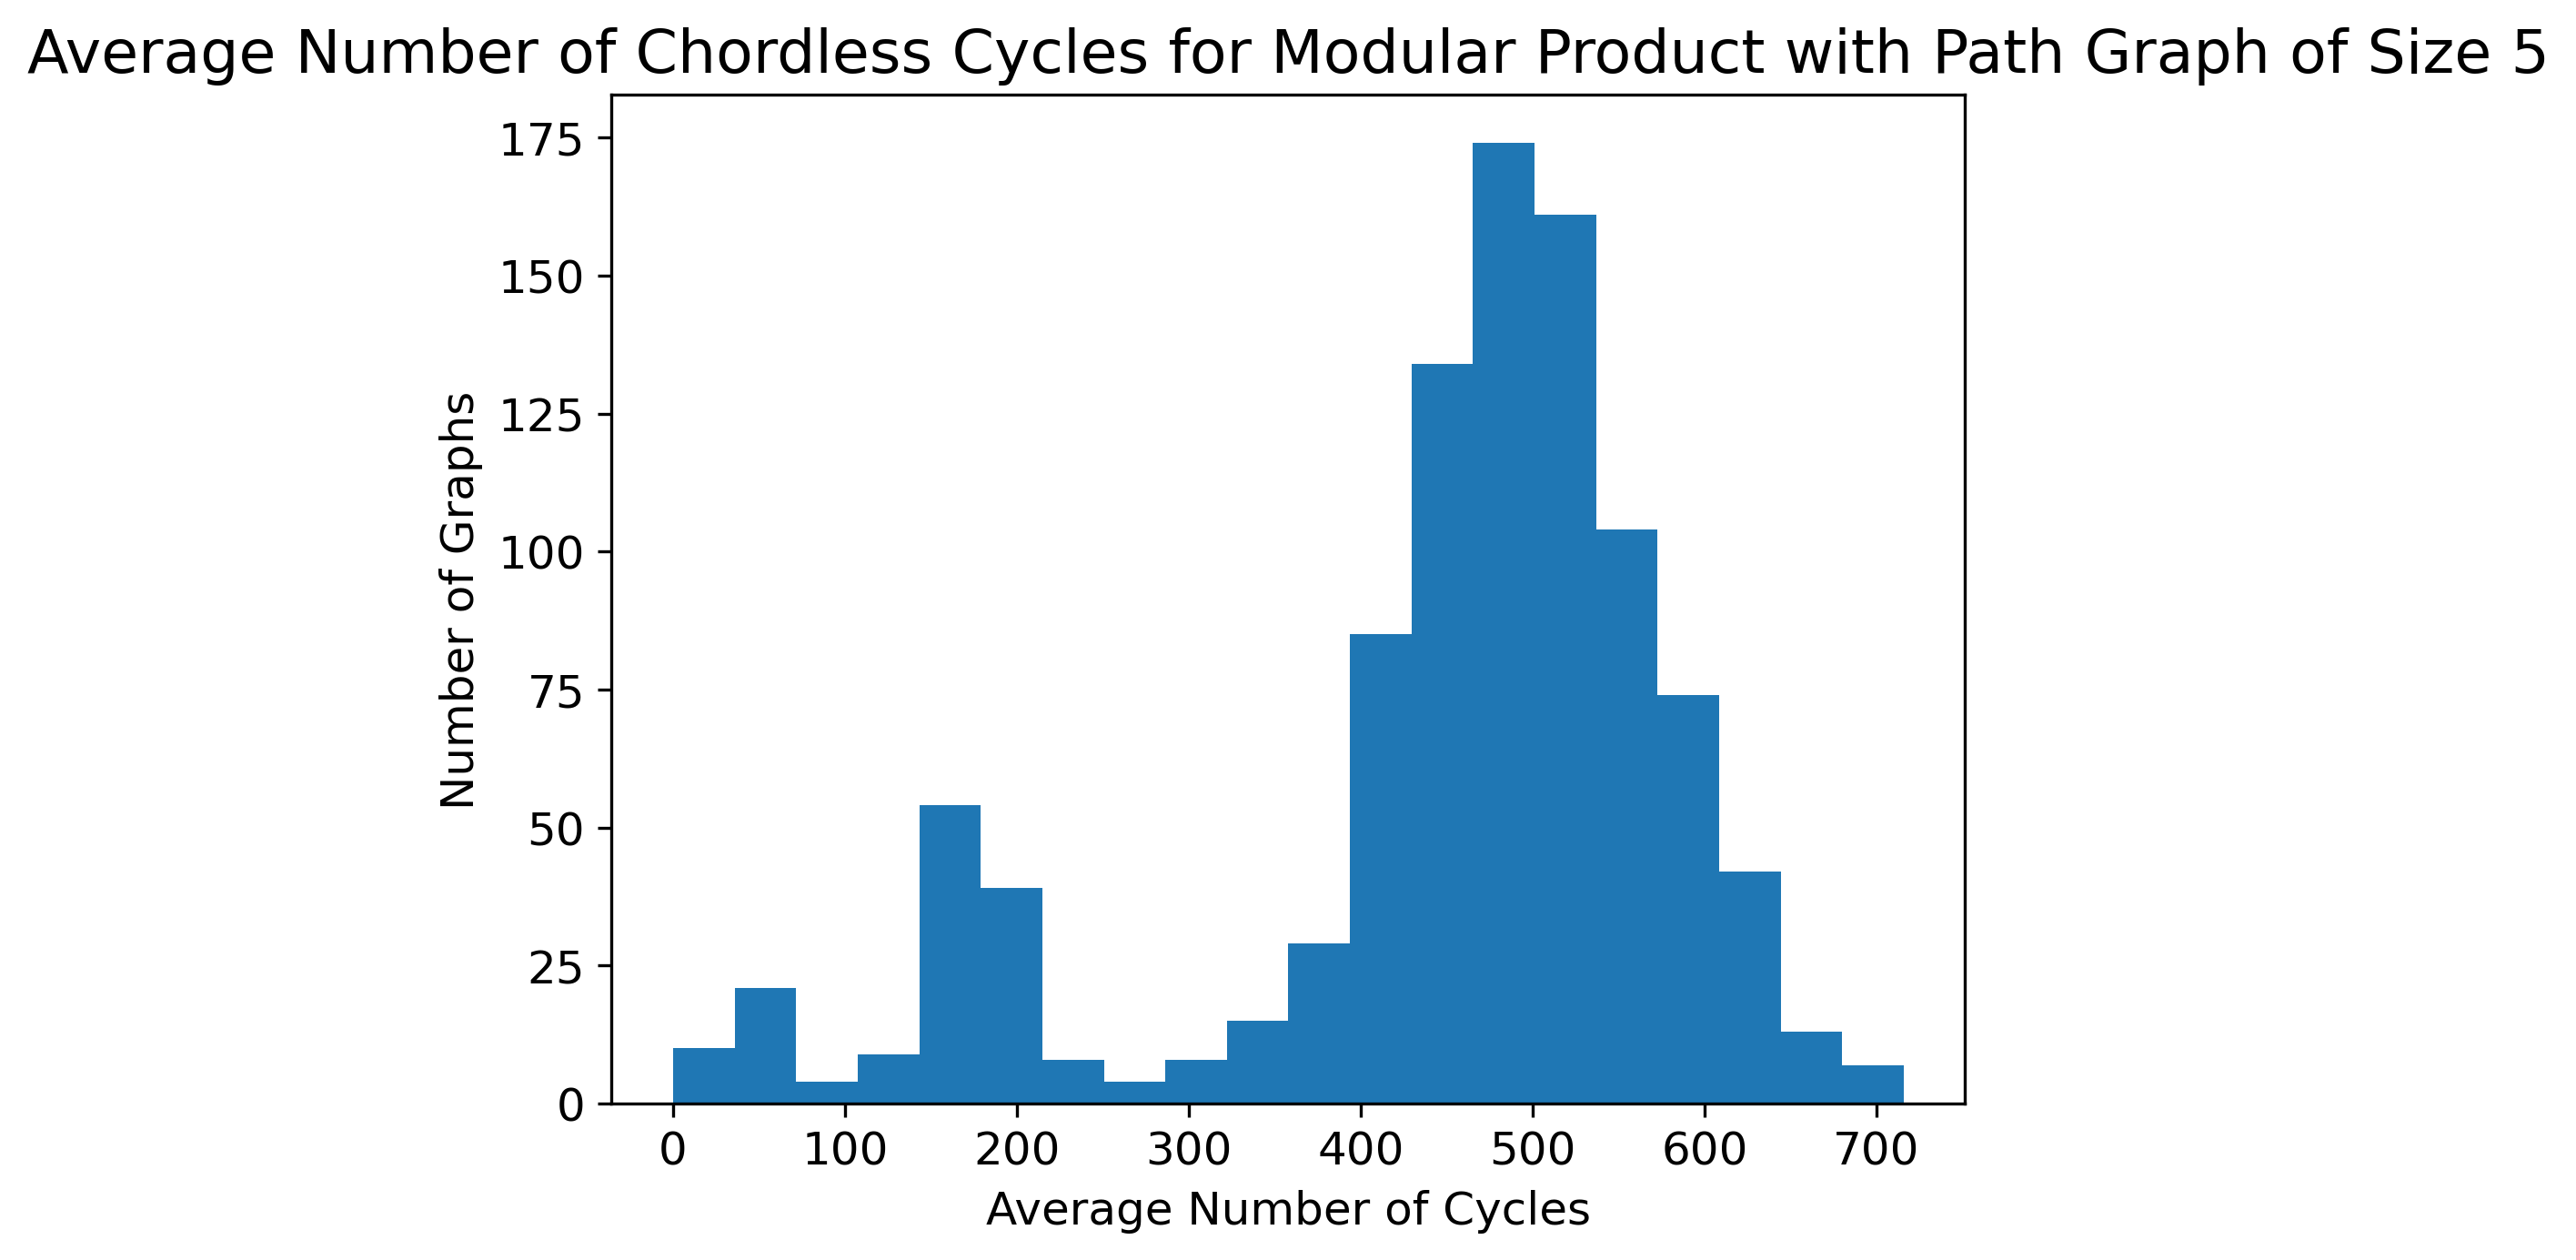 Average Number of Chordless Cycles for Modular Product with Path Graph of Size 5
175
150
125
100
75
50
25
0
Number of Graphs
0 100 200 300 400 500 600 700
Average Number of Cycles